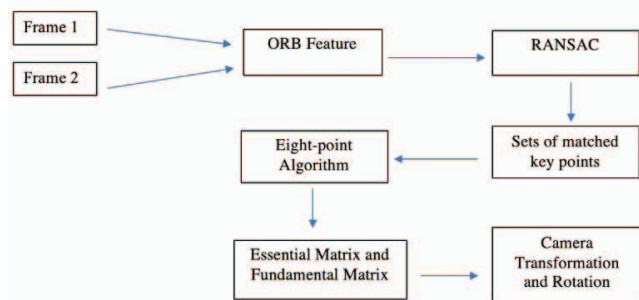 Frame 1
ORB Feature
RANSAC
Frame 2
Eight-point
Algorithm
Sets of matched
key points
Essential Matrix and
Fundamental Matrix
Camera
Transformation
and Rotation